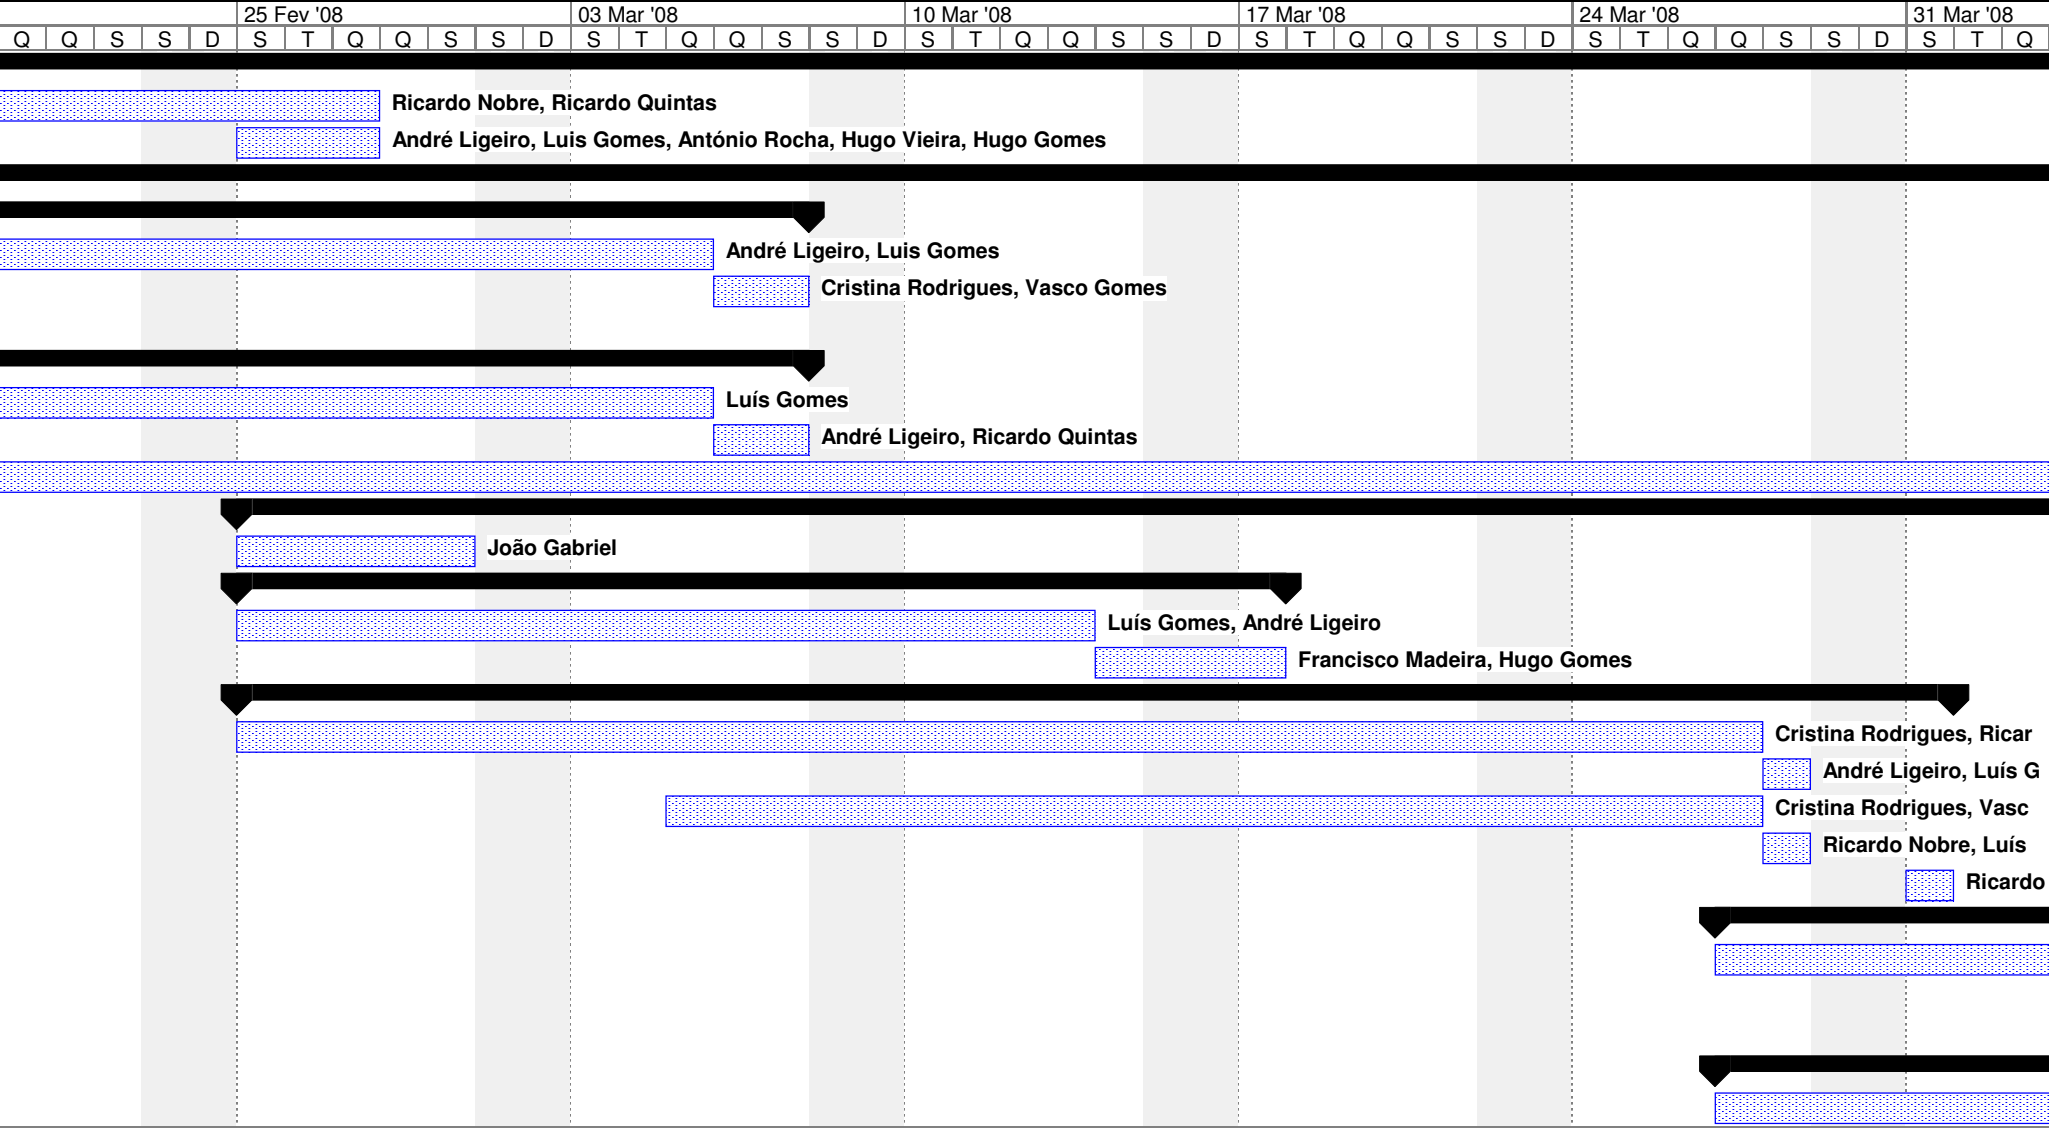 25 Fev '08 03 Mar '08 10 Mar '08 17 Mar '08 24 Mar '08 31 Mar '08
Q Q S S D S T Q Q S S D S T Q Q S S D S T Q Q S S D S T Q Q S S D S T Q Q S S D S T Q
Ricardo Nobre, Ricardo Quintas
André Ligeiro, Luis Gomes, António Rocha, Hugo Vieira, Hugo Gomes
André Ligeiro, Luis Gomes
Cristina Rodrigues, Vasco Gomes
Luís Gomes
André Ligeiro, Ricardo Quintas
João Gabriel
Luís Gomes, André Ligeiro
Francisco Madeira, Hugo Gomes
Cristina Rodrigues, Ricar
André Ligeiro, Luís G
Cristina Rodrigues, Vasc
Ricardo Nobre, Luís
Ricardo